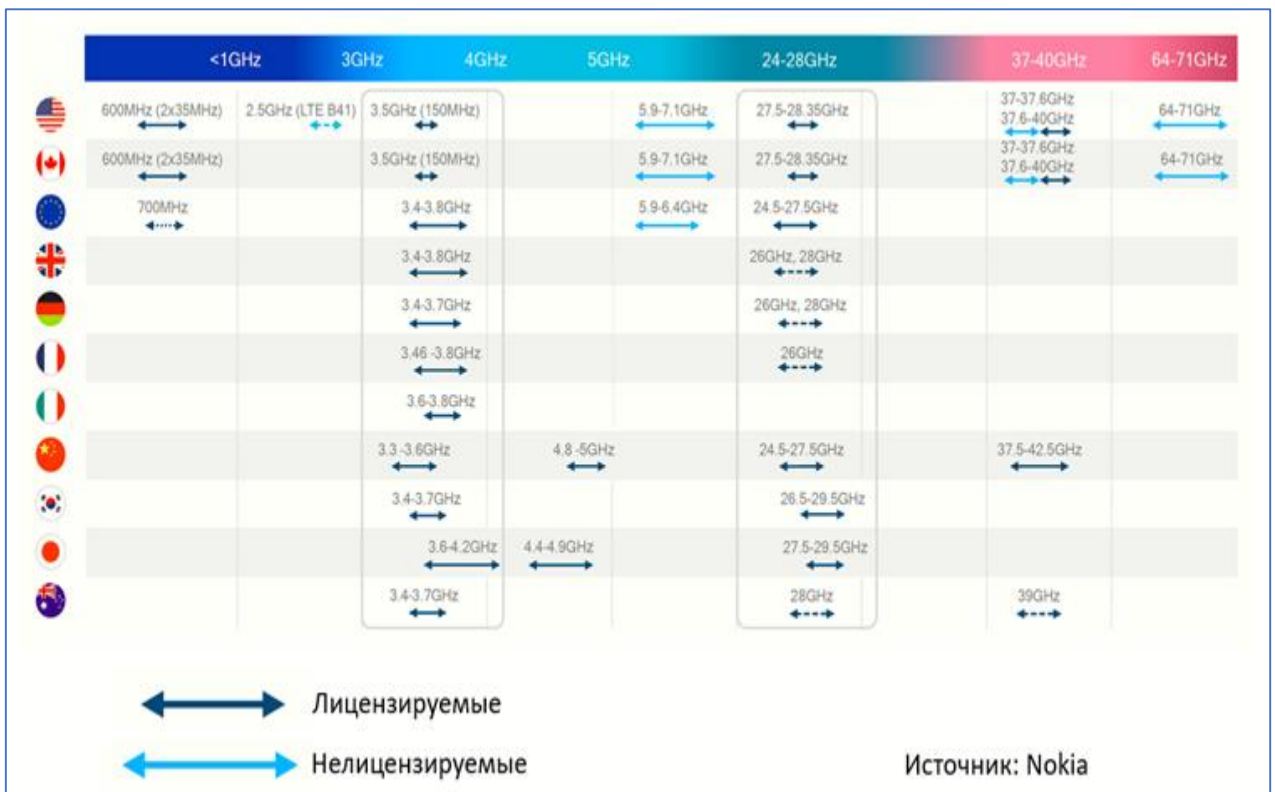 <1GHz 3GHz 4GHz 5GHz 24-28GHz 37-40GHz 64-71GHz
37-37.6GHz
600MHz (2x35MHz) 2.5GHz (LTE B41) 3.5GHz (150MHz) 5.9-7.1GHz 27.5-28.35GHz 37.6-40GHz 64-71GHz
37-37.6GHz
600MHz (2x35MHz) 3.5GHz (150MHz) 5.9-7.1GHz 27.5-28.35GHz 37.6-40GHz 64-71GHz
700MHz 3.4-3.8GHz 5.9-6.4GHz 24.5-27.5GHz
3.4-3.8GHz 26GHz, 28GHz
3.4-3.7GHz 26GHz, 28GHz
3.46 -3.8GHz 26GHz
3.6-3.8GHz
3.3 -3.6GHz 4.8 -5GHz 24.5-27.5GHz 37.5-42.5GHz
3.4-3.7GHz 26.5-29.5GHz
3.6-4.2GHz 4.4-4.9GHz 27.5-29.5GHz
3.4-3.7GHz 28GHz 39GHz
Лицензируемые
Нелицензируемые Источник: Nokia